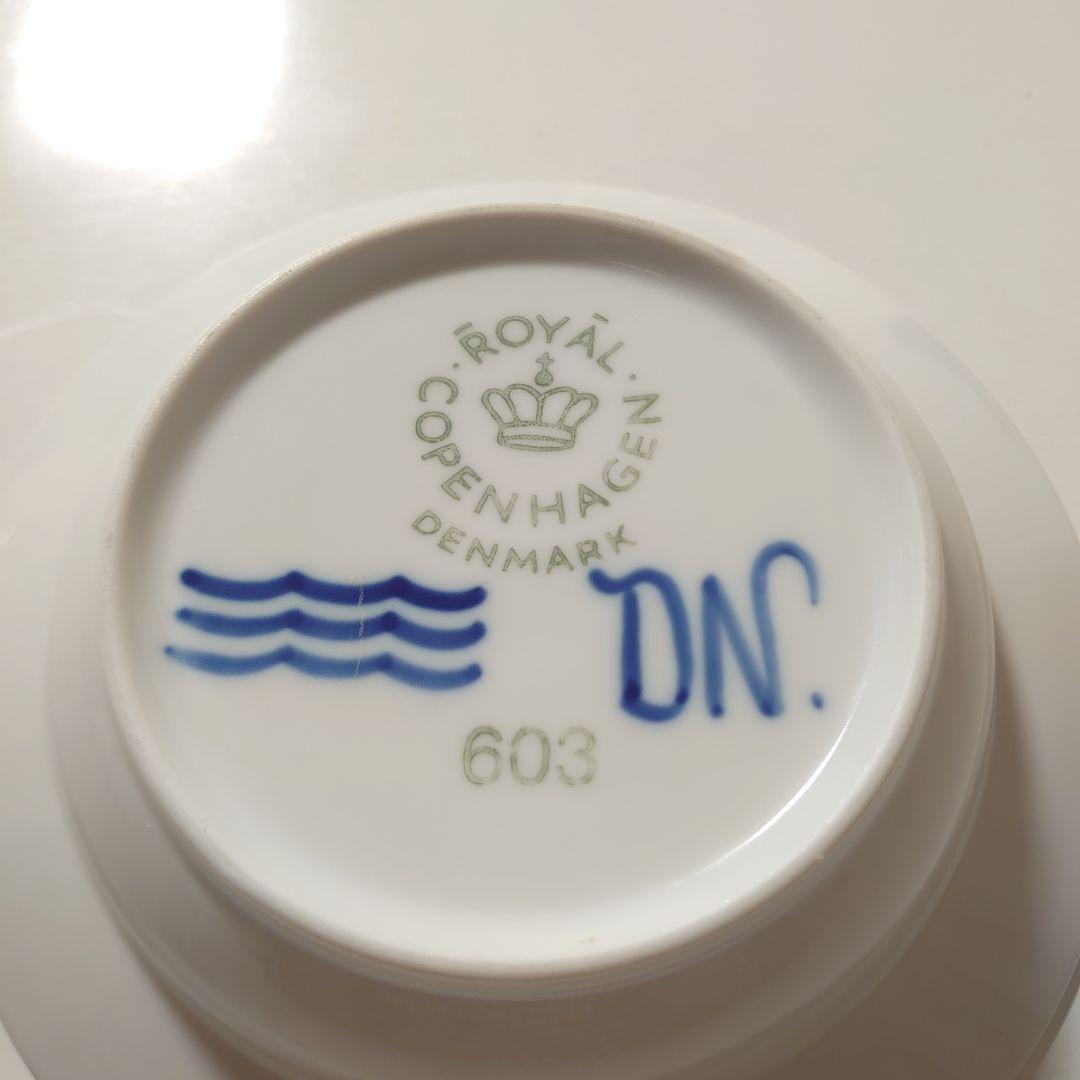 ROYAL
COPENHAGEN
DENMARK
DN.
603